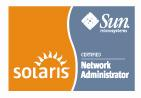 Sun
microsystems
solaris
CERTIFIED
Network
Administrator